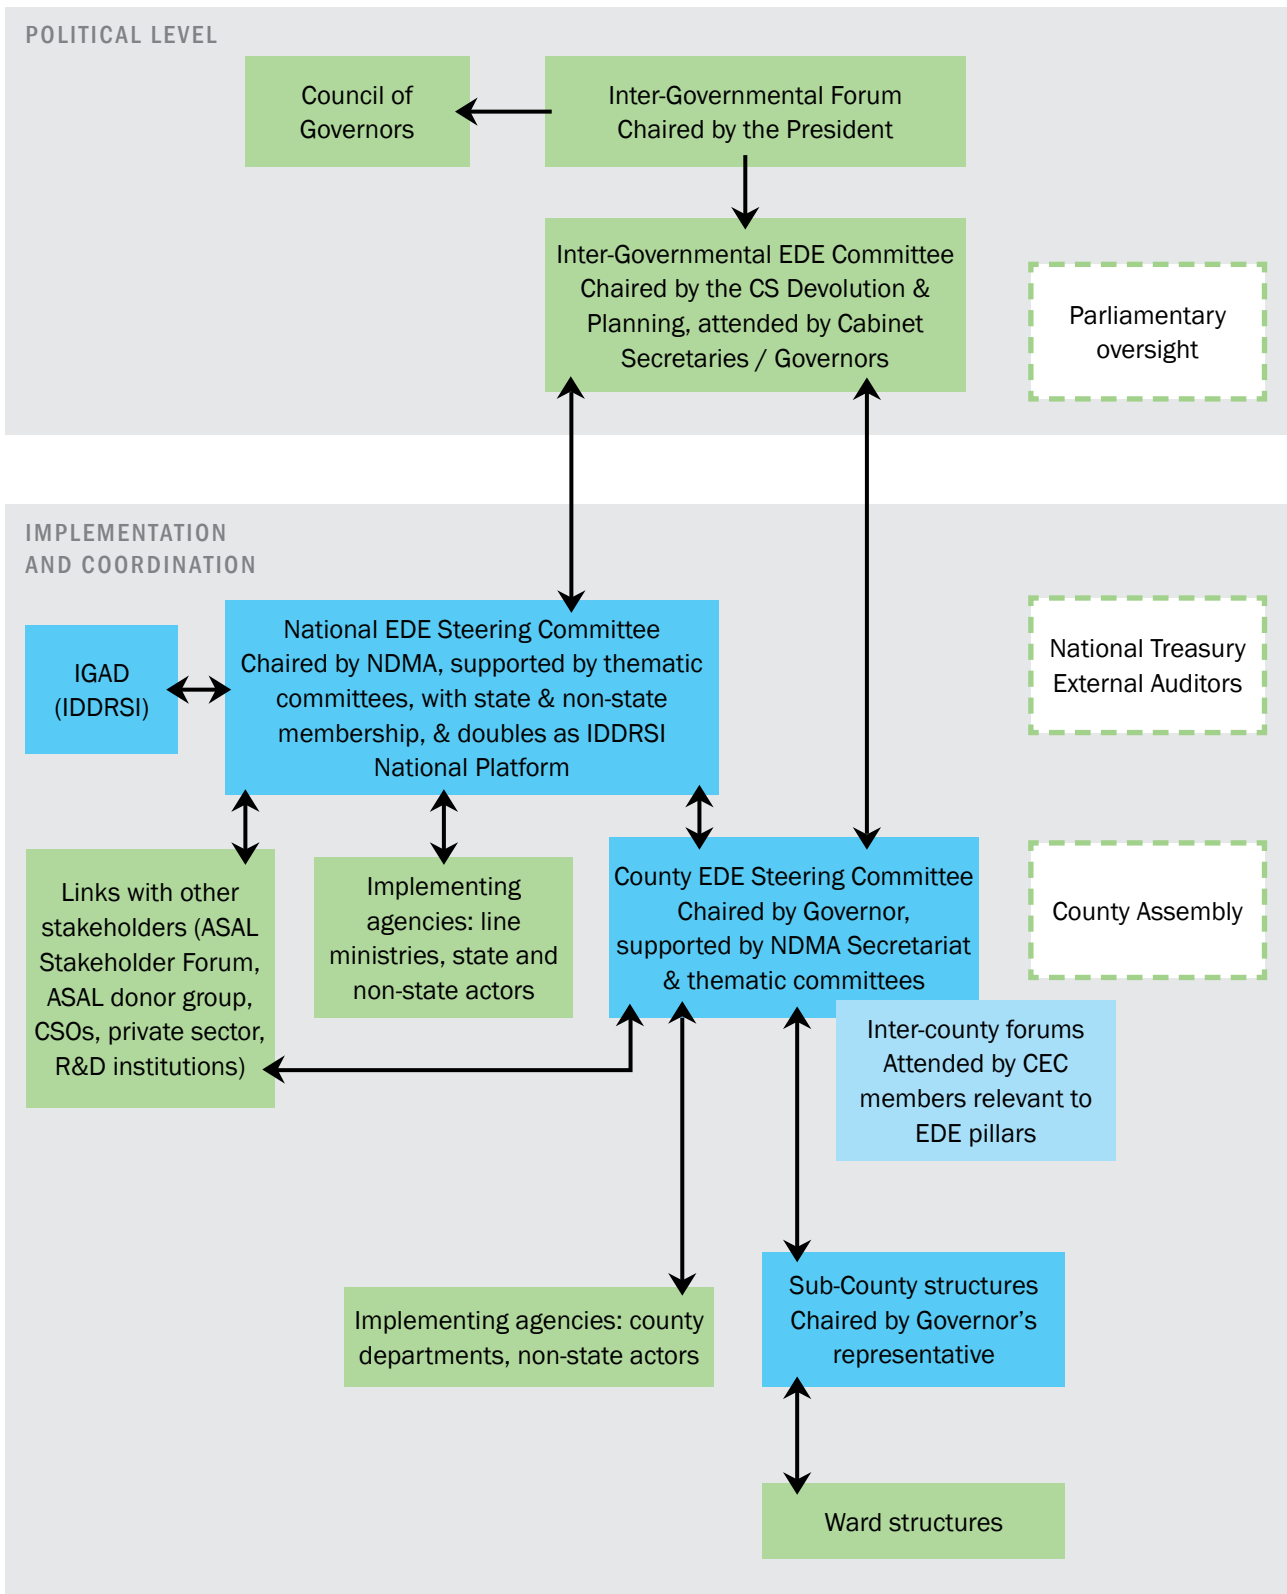 POLITICAL LEVEL
Council of
Governors
Inter-Governmental Forum
Chaired by the President
Inter-Governmental EDE Committee
Chaired by the CS Devolution &
Planning, attended by Cabinet
Secretaries / Governors
Parliamentary
oversight
IMPLEMENTATION
AND COORDINATION
IGAD
(IDDRSI)
National EDE Steering Committee
Chaired by NDMA, supported by thematic
committees, with state & non-state
membership, & doubles as IDDRSI
National Platform
National Treasury
External Auditors
Links with other
stakeholders (ASAL
Stakeholder Forum,
ASAL donor group,
CSOs, private sector,
R&D institutions)
Implementing
agencies: line
ministries, state and
non-state actors
County EDE Steering Committee
Chaired by Governor,
supported by NDMA Secretariat
& thematic committees
County Assembly
Inter-county forums
Attended by CEC
members relevant to
EDE pillars
Implementing agencies: county
departments, non-state actors
Sub-County structures
Chaired by Governor’s
representative
Ward structures